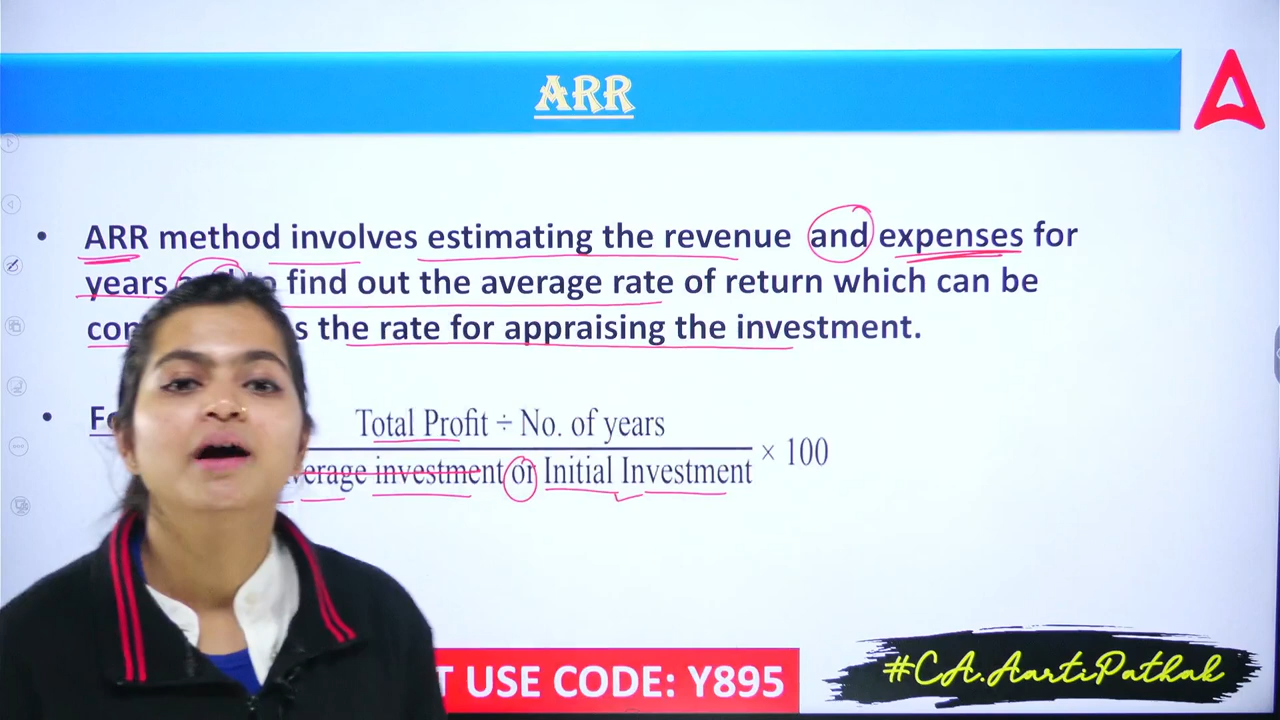 ARR
• ARR method involves estimating the revenue and expenses for
years to find out the average rate of return which can be
the rate for appraising the investment.
•
Total Profit ÷ No. of years
investment or Initial Investment × 100
USE CODE: Y895
#CA.AartiPathak